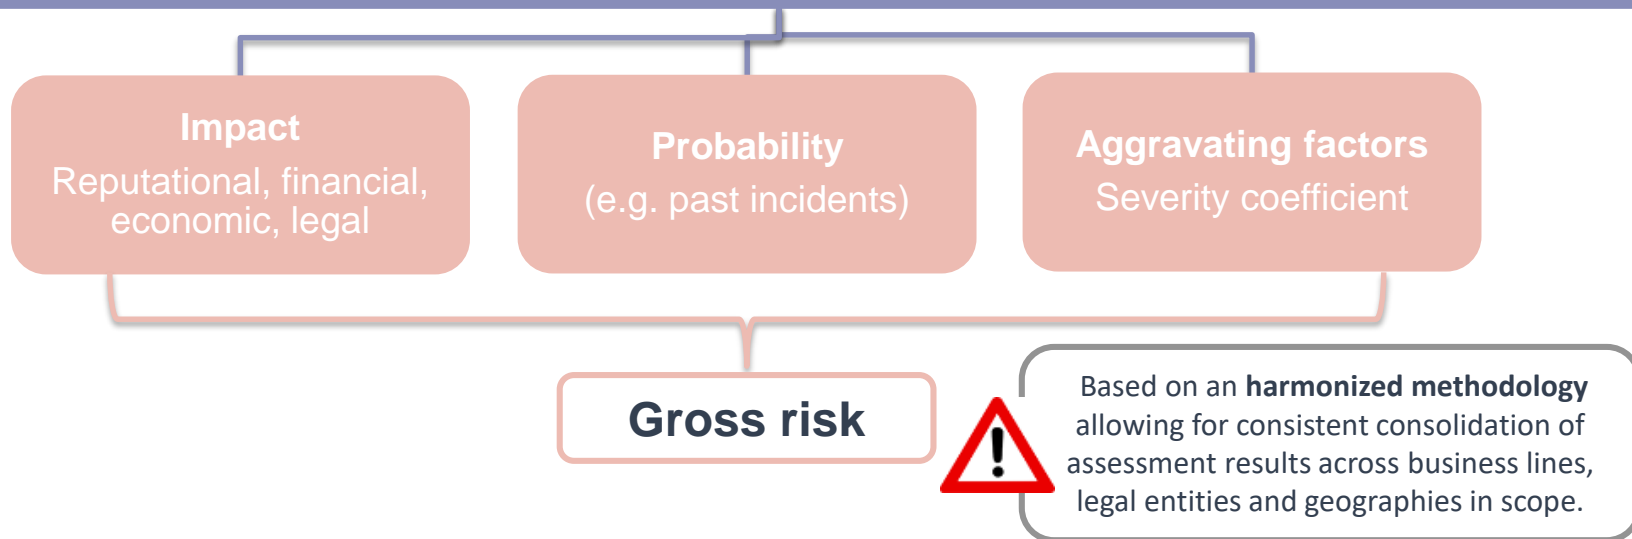 Impact
Reputational, financial,
economic, legal
Probability
(e.g. past incidents)
Aggravating factors
Severity coefficient
Gross risk
Based on an harmonized methodology
allowing for consistent consolidation of
assessment results across business lines,
legal entities and geographies in scope.